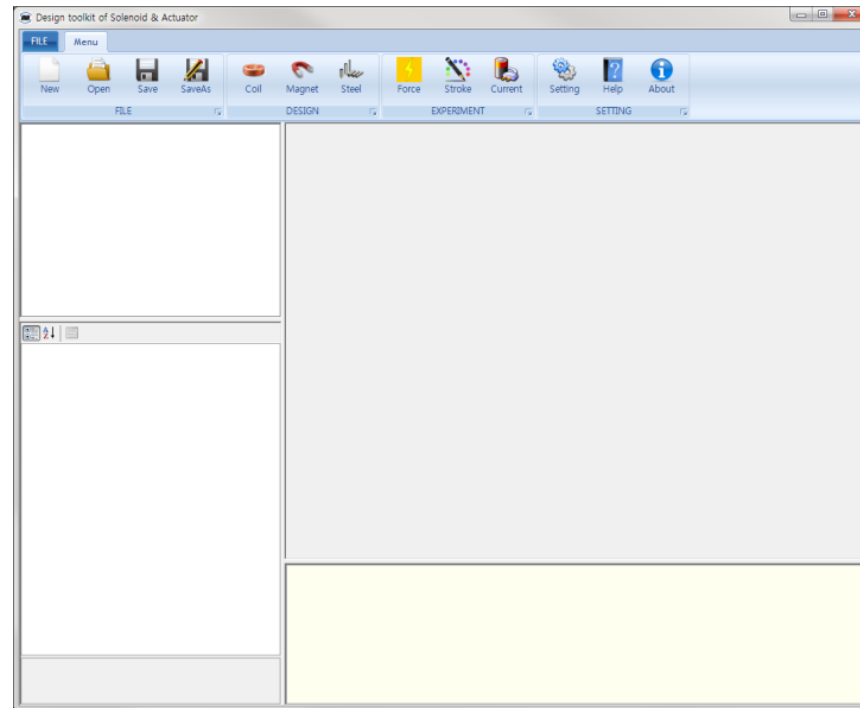 Design toolkit of Solenoid & Actuator
FILE Menu
New Open Save SaveAs Coil Magnet Steel Force Stroke Current Setting Help About
FILE DESIGN EXPERIMENT SETTING